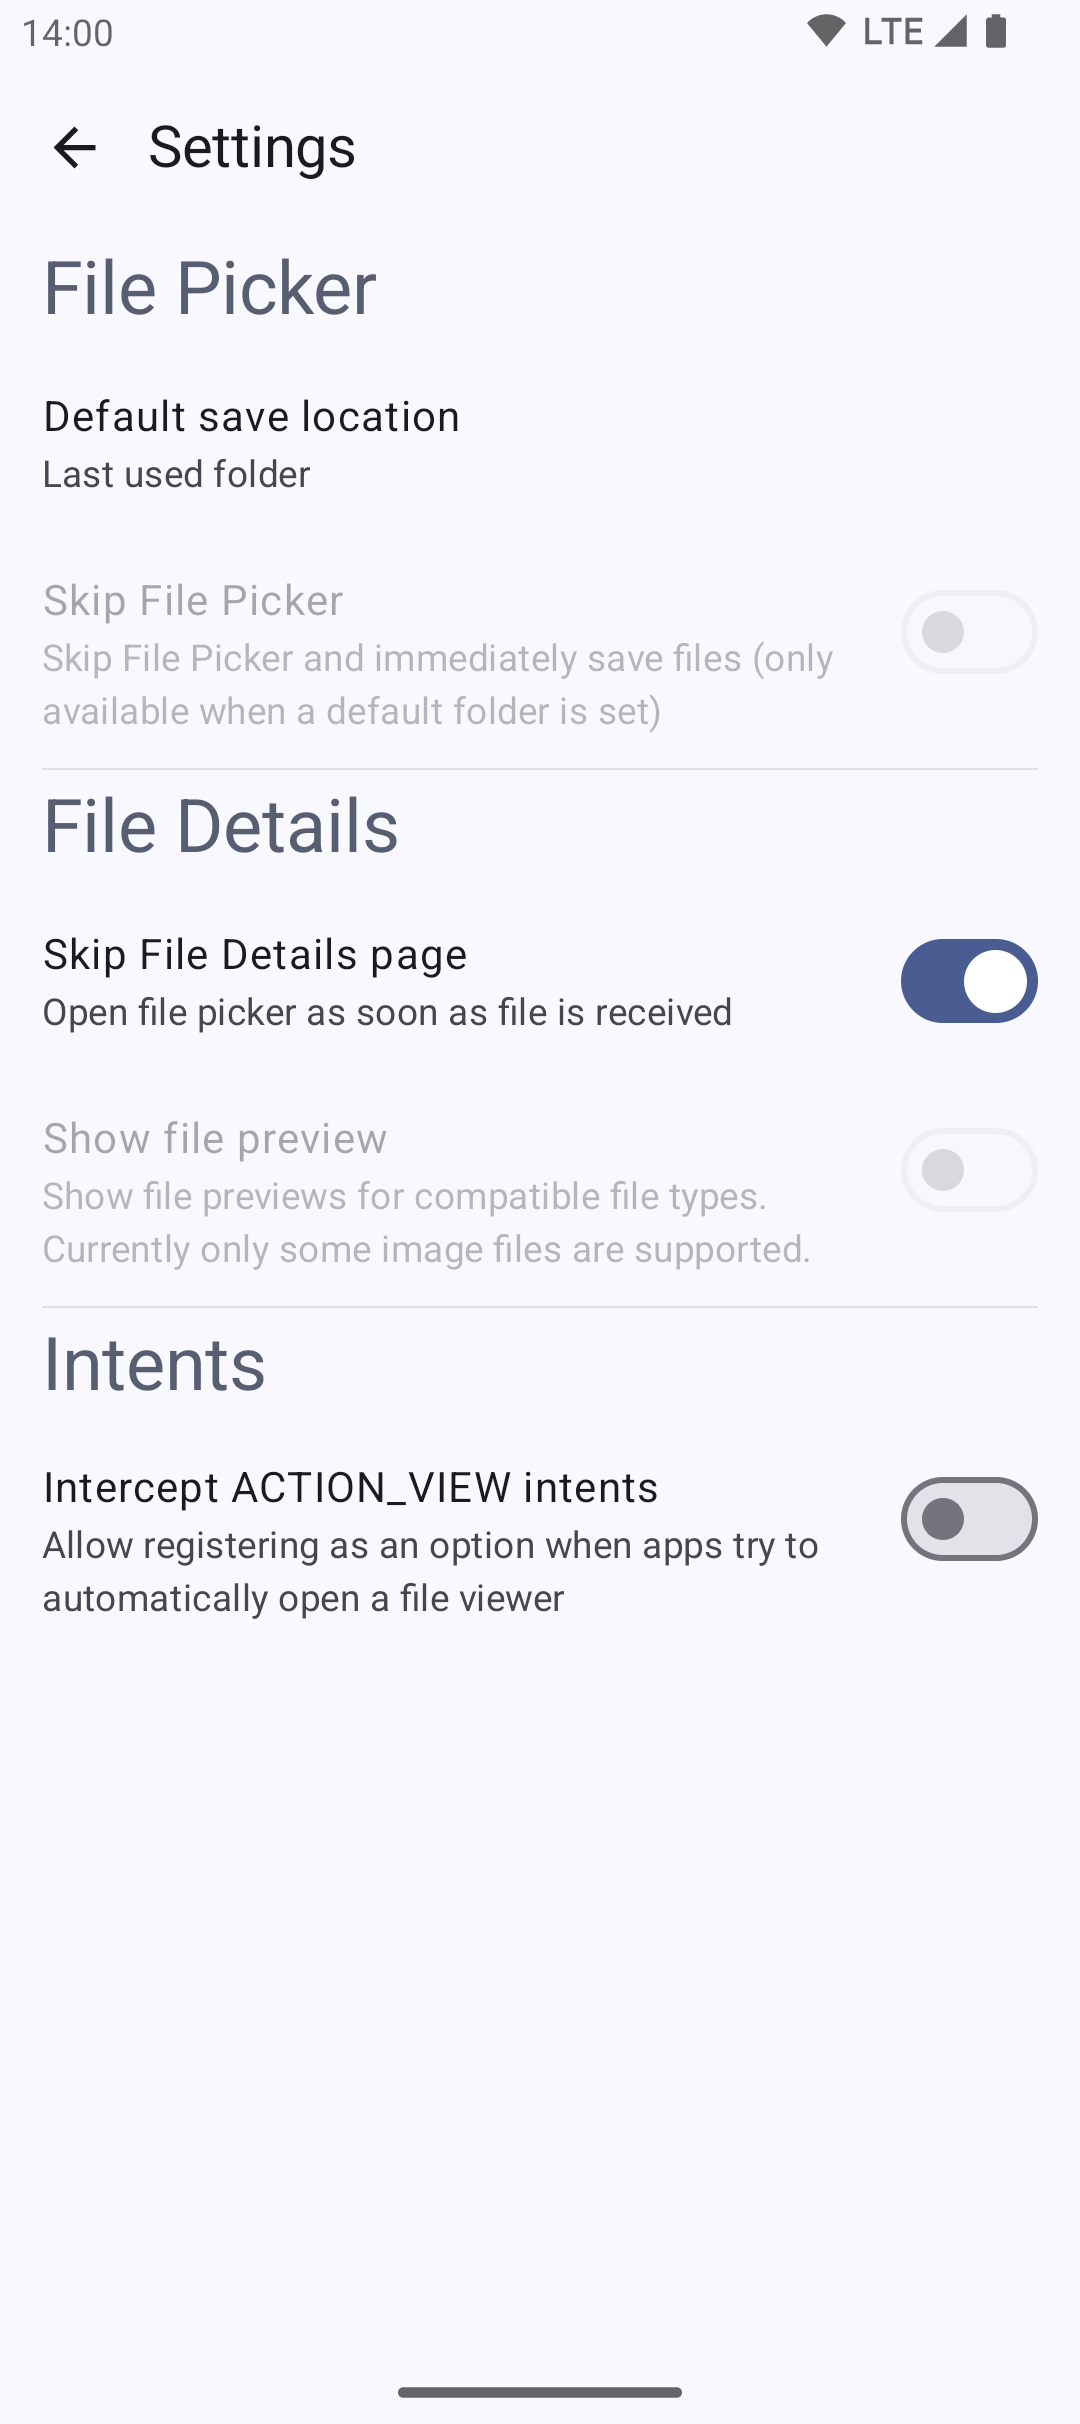 14:00
LTE
Settings
File Picker
Default save location
Last used folder
Skip File Picker
Skip File Picker and immediately save files (only
available when a default folder is set)
File Details
Skip File Details page
Open file picker as soon as file is received
Show file preview
Show file previews for compatible file types.
Currently only some image files are supported.
Intents
Intercept ACTION_VIEW intents
Allow registering as an option when apps try to
automatically open a file viewer